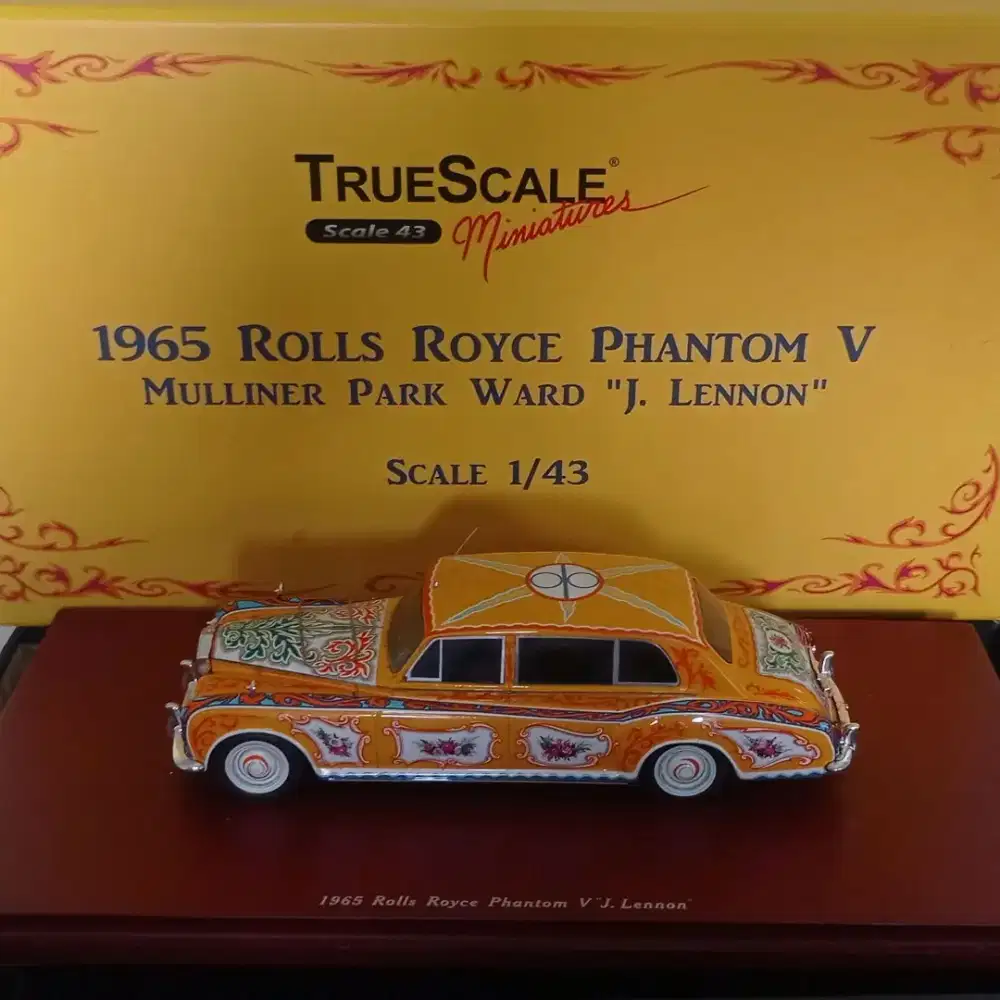 TRUESCALE®
Scale 43 Miniatures
1965 ROLLS ROYCE PHANTOM V
MULLINER PARK WARD "J. LENNON"
SCALE 1/43
1965 Rolls Royce Phantom V "J. Lennon"